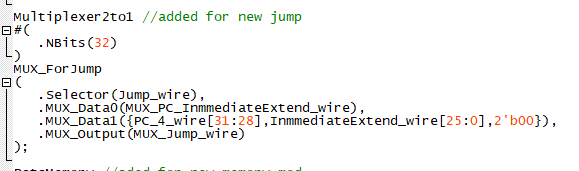 Multiplexer2to1 //added for new jump
#(
.NBits(32)
)
MUX_ForJump
(
.Selector(Jump_wire),
.MUX_Data0(MUX_PC_InmmediateExtend_wire),
.MUX_Data1({PC_4_wire[31:28],InmmediateExtend_wire[25:0],2'b00}),
.MUX_Output(MUX_Jump_wire)
);